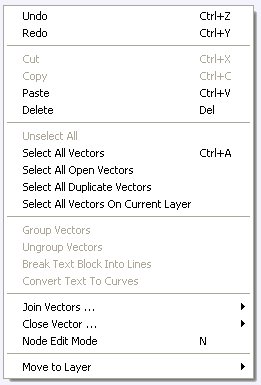 Undo Ctrl+Z
Redo Ctrl+Y
Cut Ctrl+X
Copy Ctrl+C
Paste Ctrl+V
Delete Del
Unselect All
Select All Vectors Ctrl+A
Select All Open Vectors
Select All Duplicate Vectors
Select All Vectors On Current Layer
Group Vectors
Ungroup Vectors
Break Text Block Into Lines
Convert Text To Curves
Join Vectors ...
Close Vector ...
Node Edit Mode N
Move to Layer